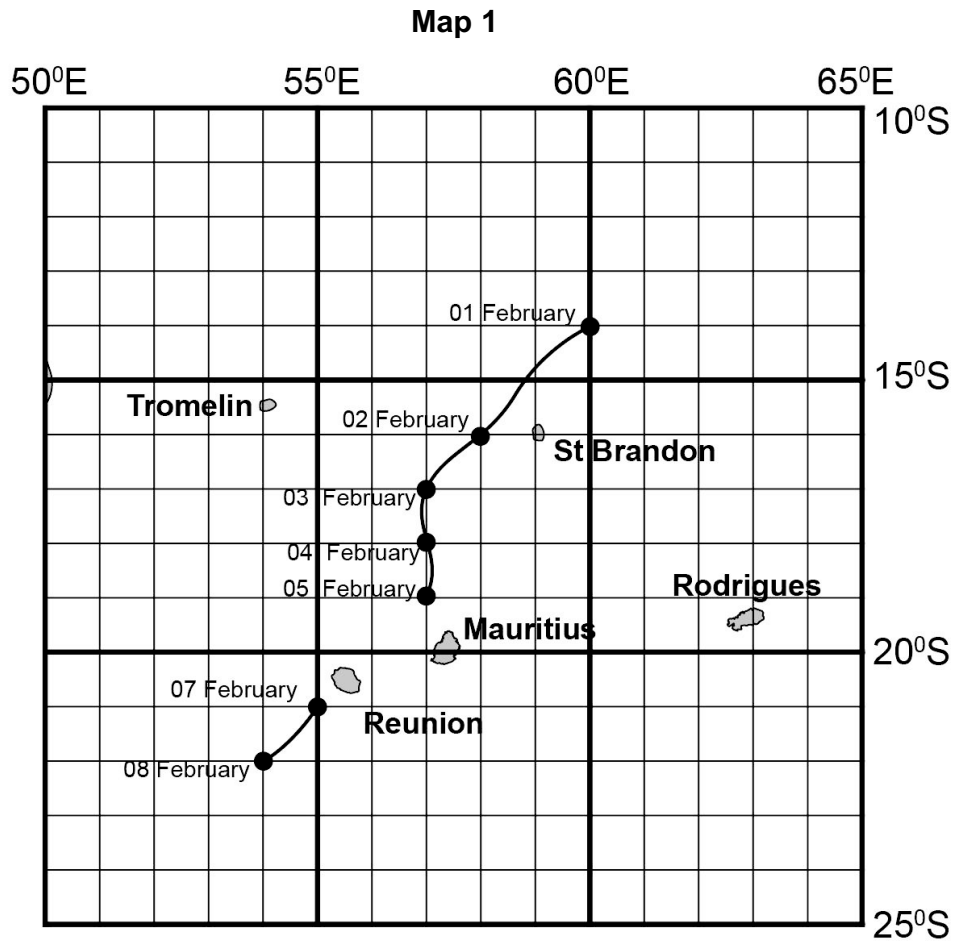 Map 1
50⁰E 55⁰E 60⁰E 65⁰E
10⁰S
01 February
15⁰S
Tromelin
02 February
St Brandon
03 February
04 February
05 February
Rodrigues
Mauritius
20⁰S
07 February
Reunion
08 February
25⁰S